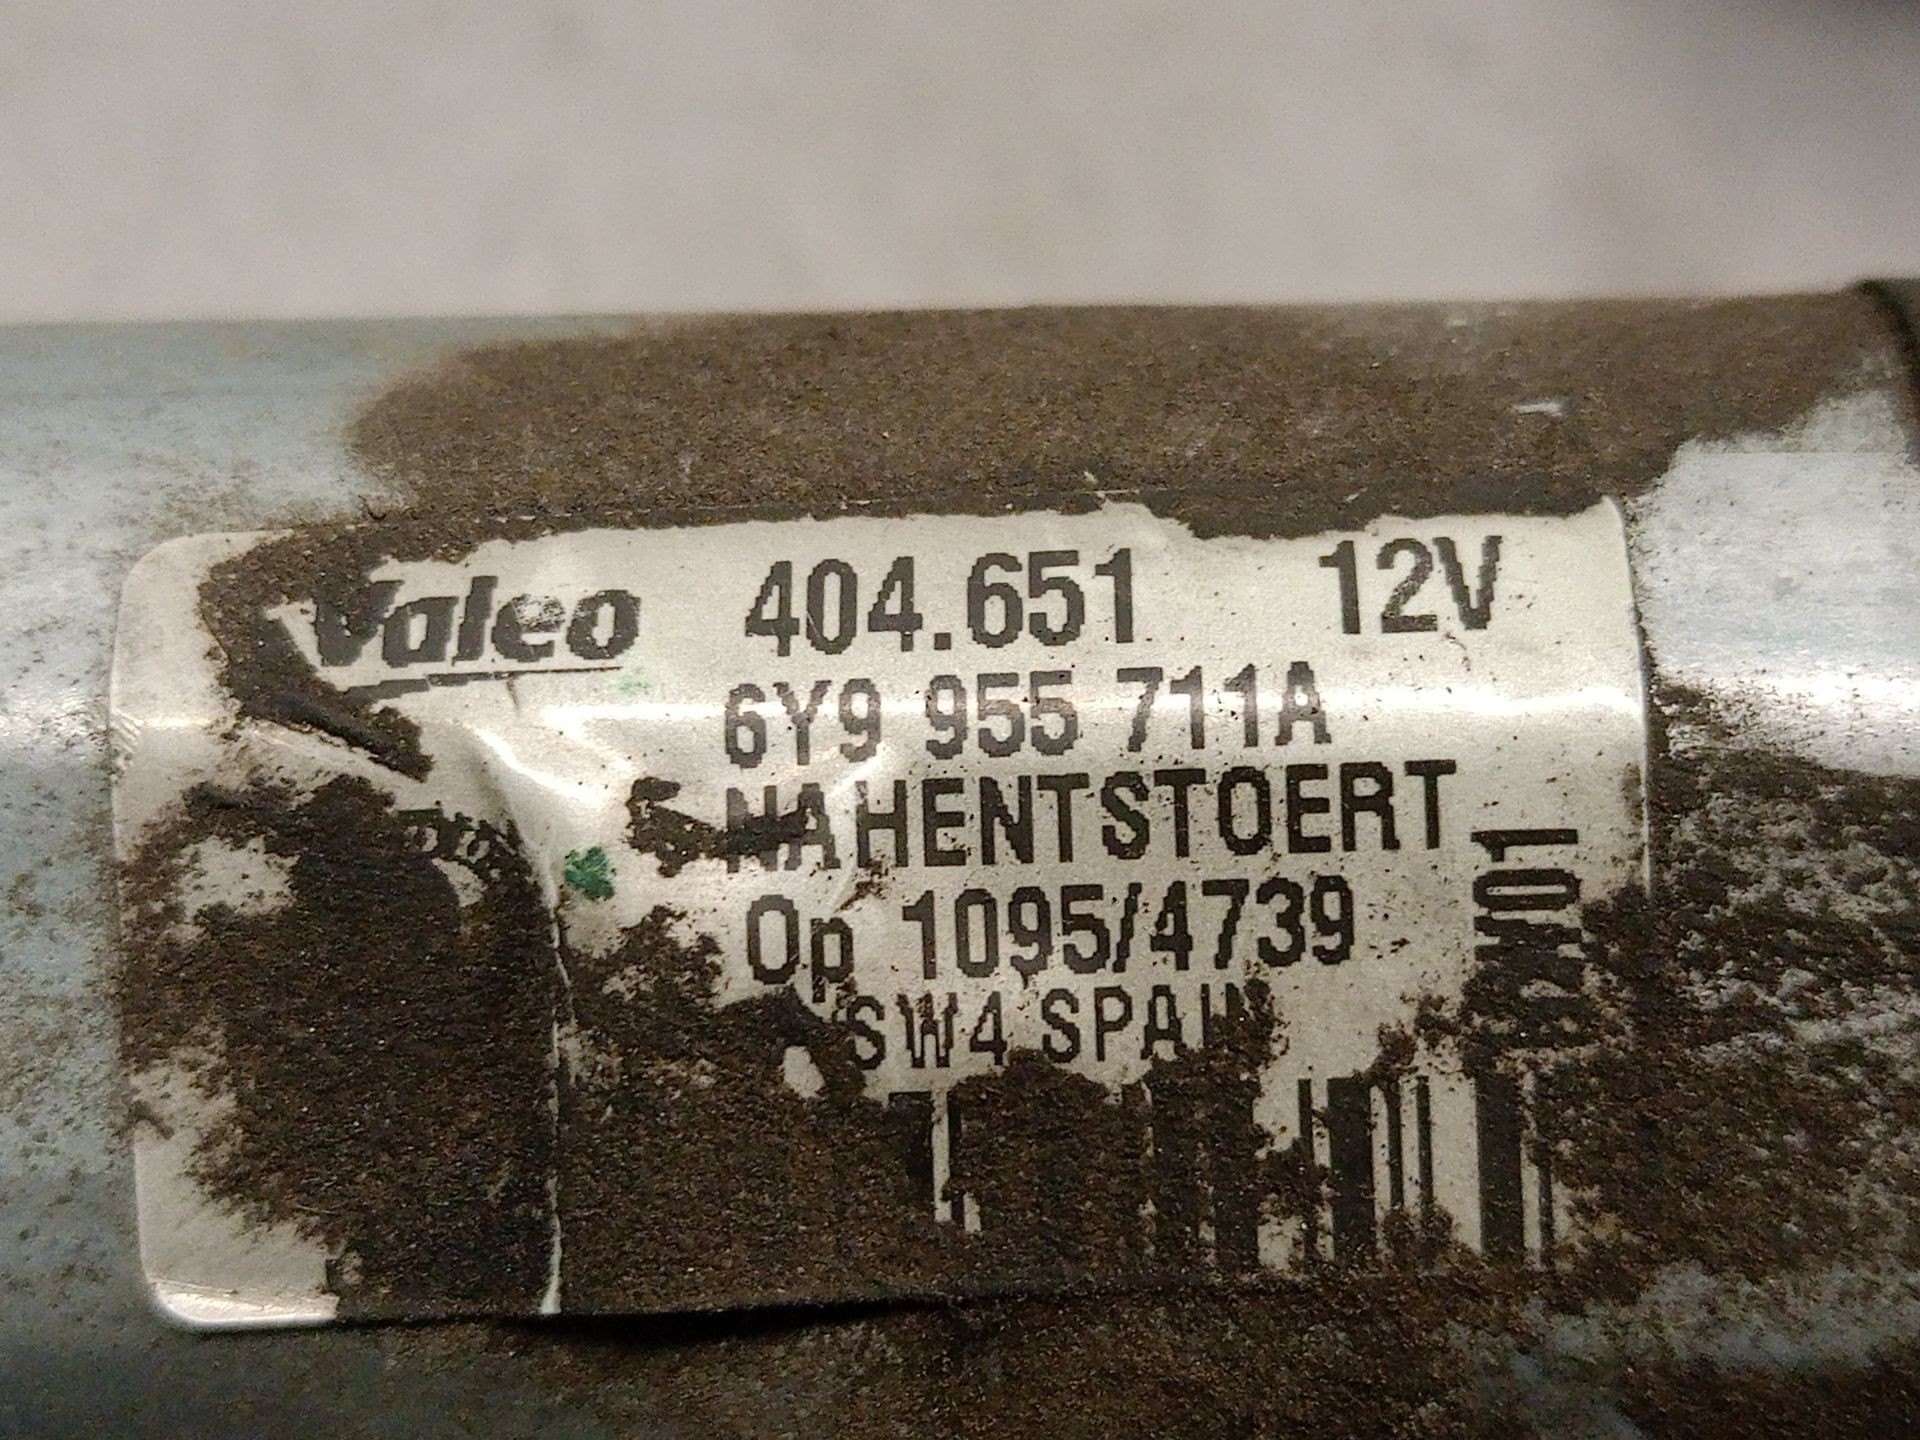 Valeo 404.651 12V
6Y9 955 711A
NAHENTSTOERT
Op 1095/4739
SW4 SPAIN